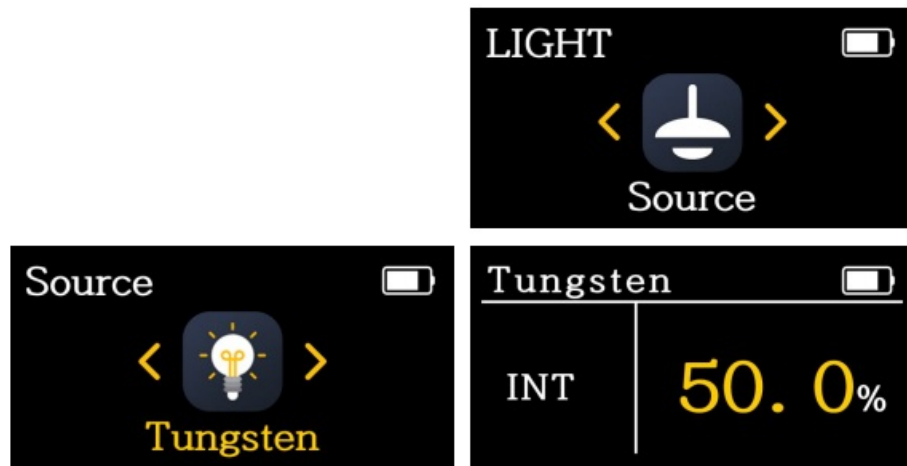 LIGHT
Source
Source
Tungsten
Tungsten
INT
50. 0%